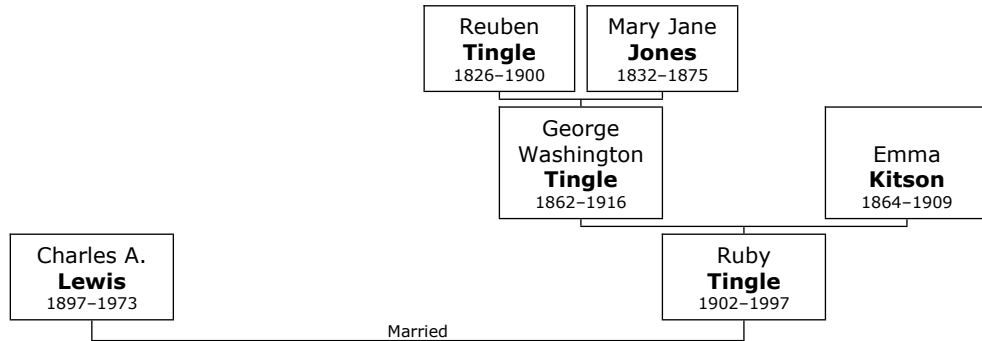 Reuben
Tingle
1826–1900
Mary Jane
Jones
1832–1875
George
Washington
Tingle
1862–1916
Emma
Kitson
1864–1909
Charles A.
Lewis
1897–1973
Ruby
Tingle
1902–1997
Married